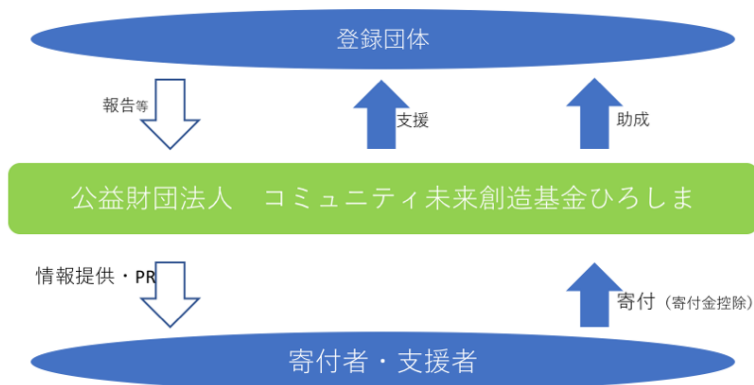 登録団体
報告等
支援
助成
公益財団法人　コミュニティ未来創造基金ひろしま
情報提供・PR
寄付（寄付金控除）
寄付者・支援者